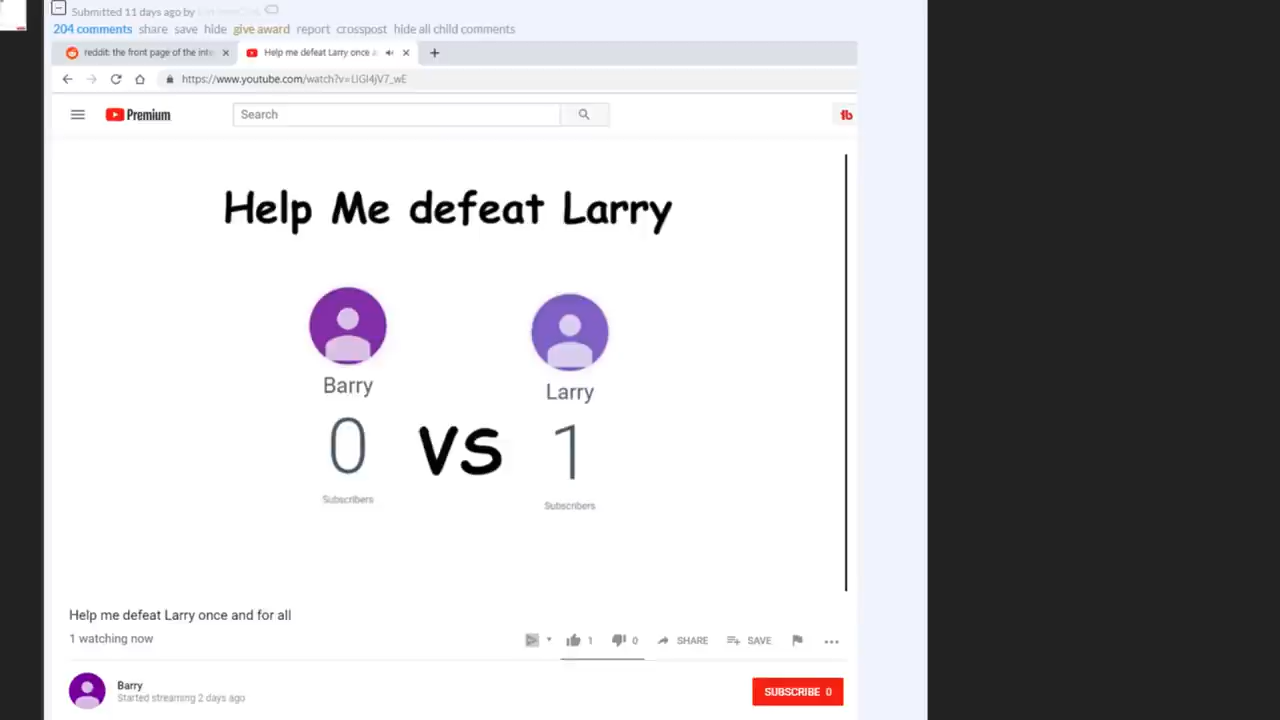 Submitted 11 days ago by
204 comments share save hide give award report crosspost hide all child comments
reddit: the front page of the inte
Help me defeat Larry once a
https://www.youtube.com/watch?v=LlGl4jV7_wE
Premium
Search
tb
Help Me defeat Larry
Barry
Larry
0 VS 1
Subscribers
Subscribers
Help me defeat Larry once and for all
1 watching now
1 0 SHARE SAVE
Barry
Started streaming 2 days ago
SUBSCRIBE 0